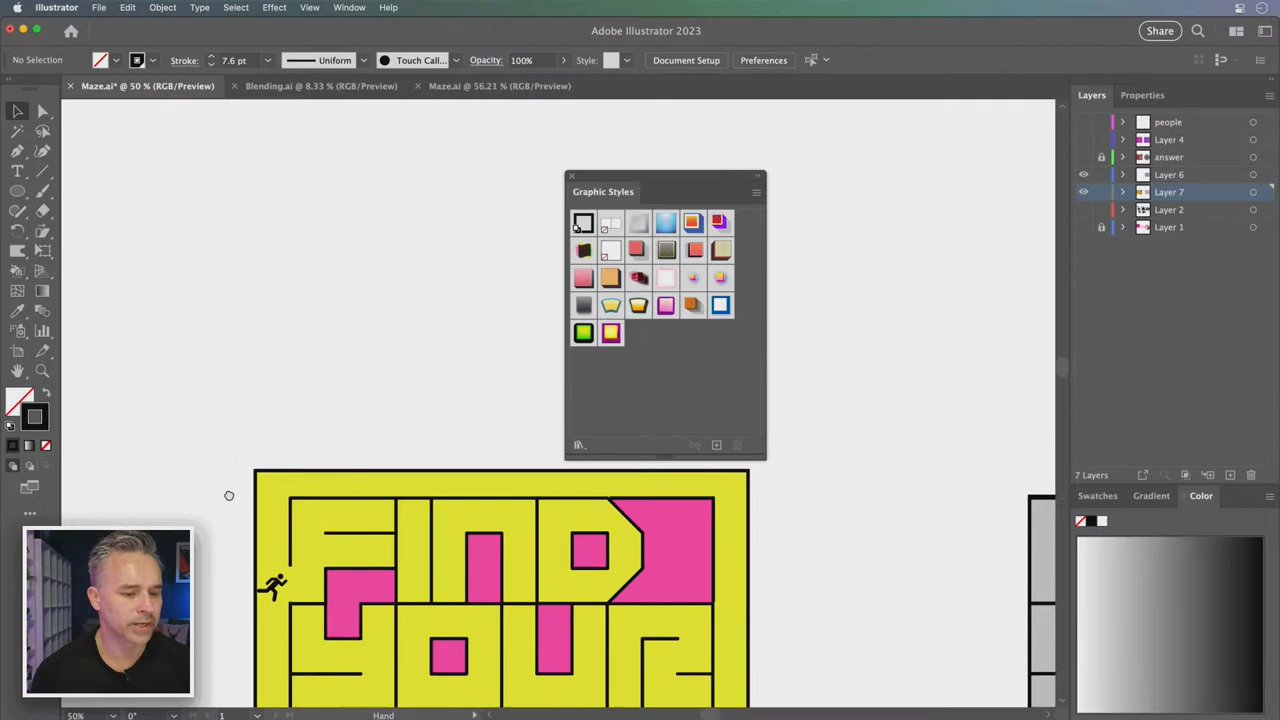 Illustrator File Edit Object Type Select Effect View Window Help
Adobe Illustrator 2023
Share
No Selection
Stroke: 7.6 pt
Uniform
Touch Call...
Opacity: 100%
Style:
Document Setup
Preferences
Maze.ai* @ 50 % (RGB/Preview)
Blending.ai @ 8.33 % (RGB/Preview)
Maze.ai @ 56.21 % (RGB/Preview)
Layers Properties
people
Layer 4
answer
Layer 6
Layer 7
Layer 2
Layer 1
Graphic Styles
7 Layers
Swatches Gradient Color
FIND
YOUR
50% 0° 1 Hand